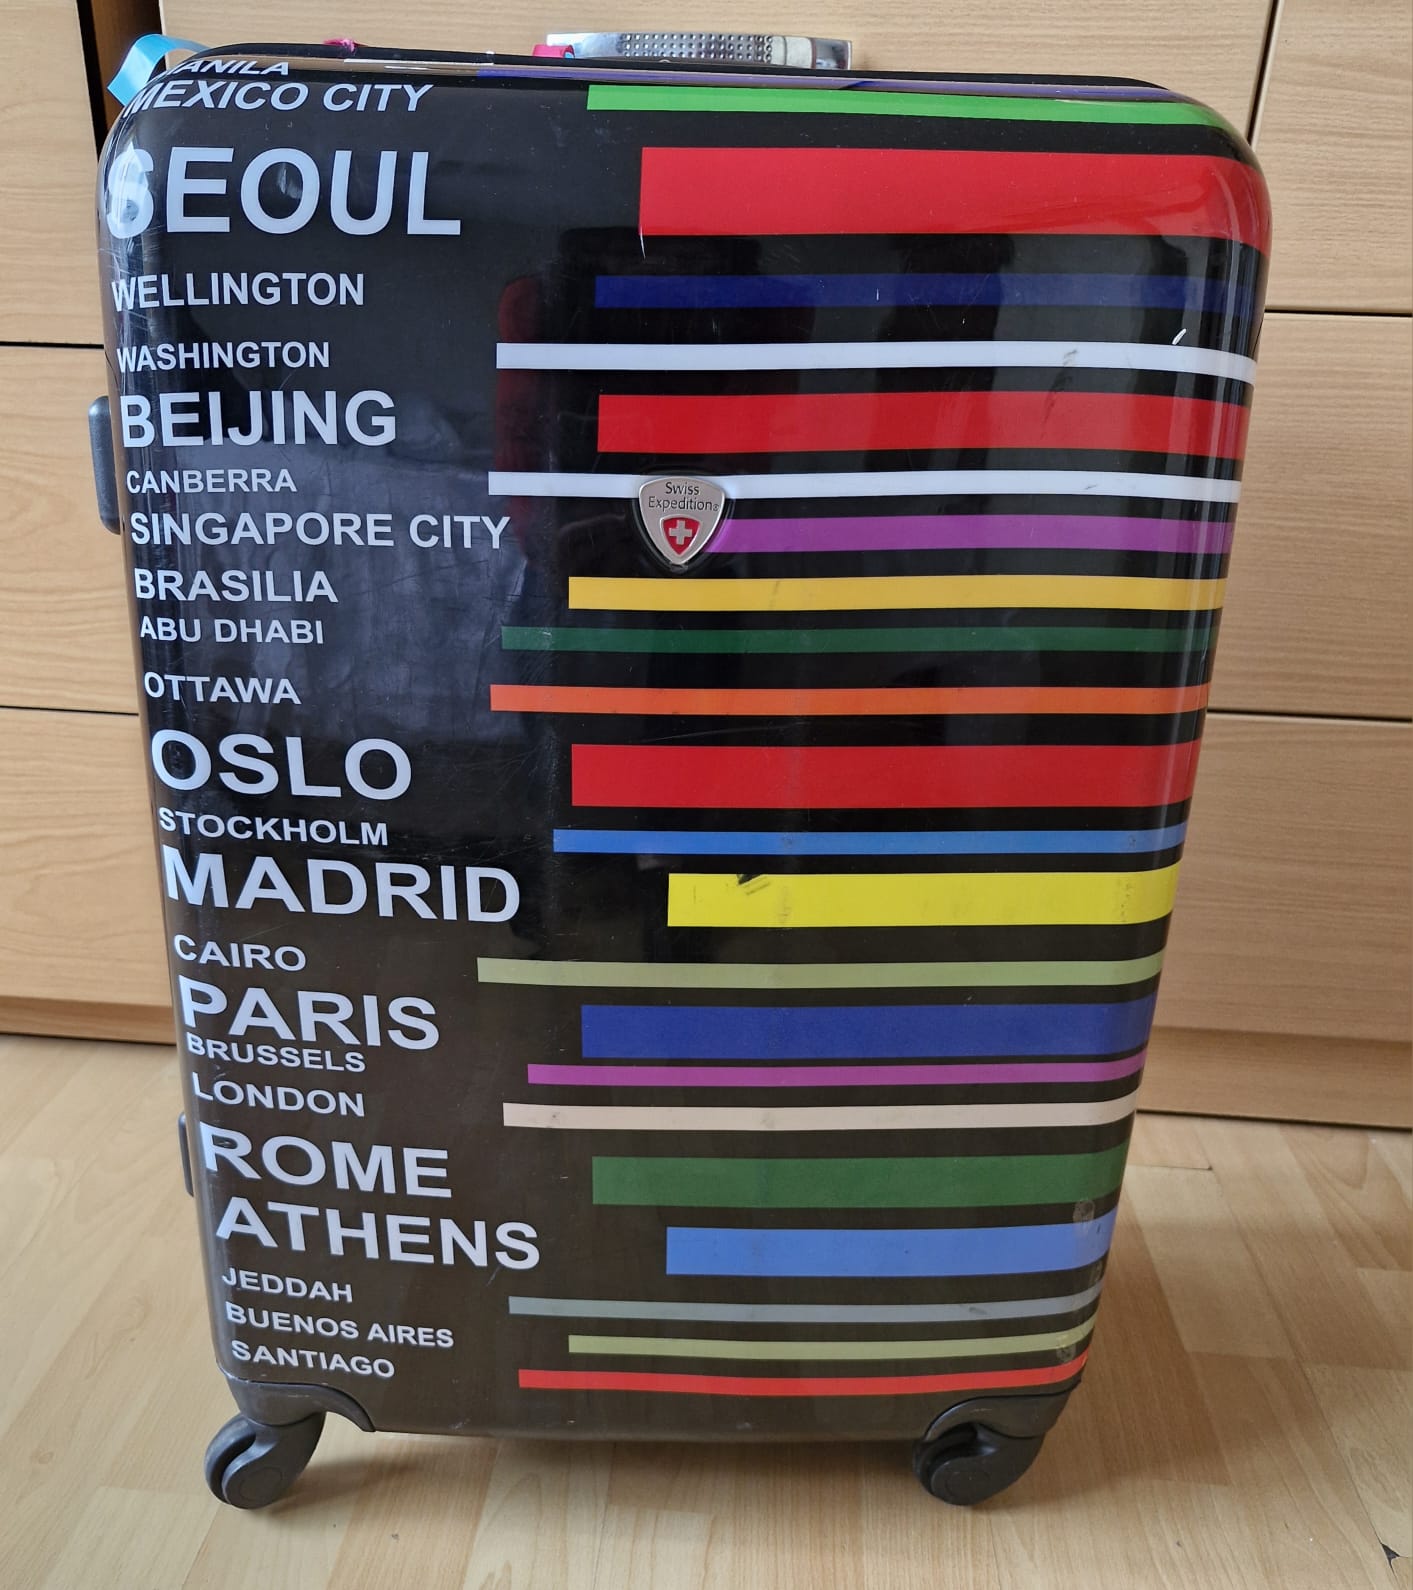 MANILA
MEXICO CITY
SEOUL
WELLINGTON
WASHINGTON
BEIJING
CANBERRA
Swiss
Expedition®
SINGAPORE CITY
BRASILIA
ABU DHABI
OTTAWA
OSLO
STOCKHOLM
MADRID
CAIRO
PARIS
BRUSSELS
LONDON
ROME
ATHENS
JEDDAH
BUENOS AIRES
SANTIAGO